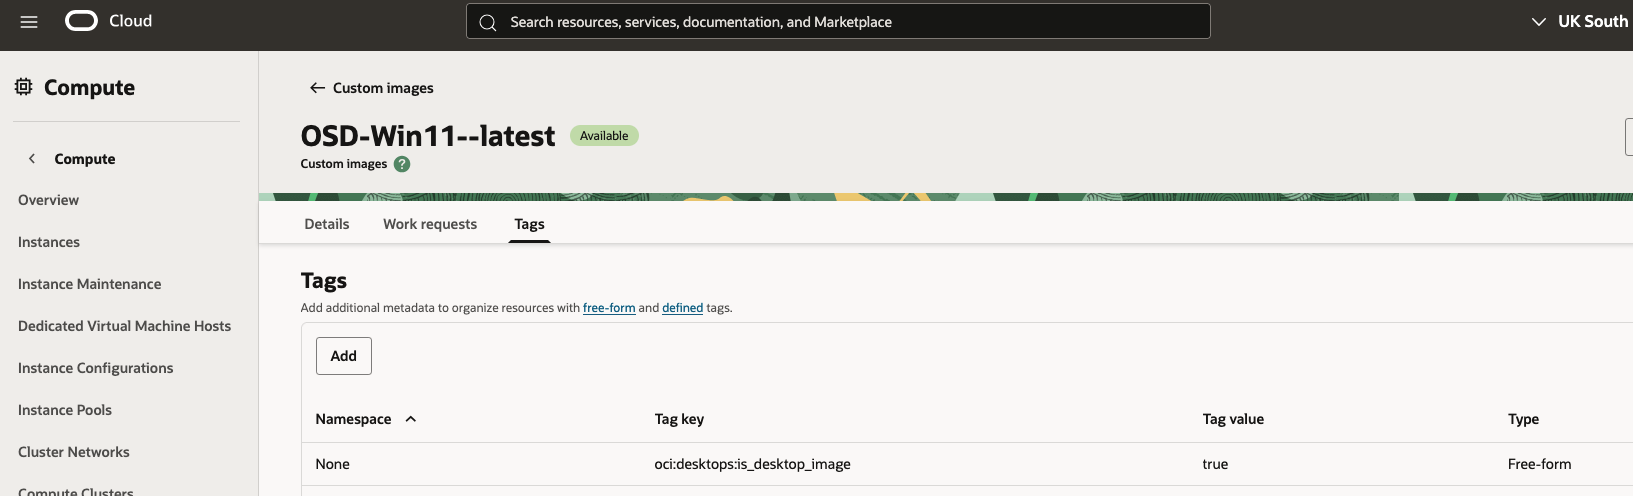 Cloud
Search resources, services, documentation, and Marketplace
UK South
Compute
Compute
Overview
Instances
Instance Maintenance
Dedicated Virtual Machine Hosts
Instance Configurations
Instance Pools
Cluster Networks
Compute Clusters
Custom images
OSD-Win11--latest
Available
Custom images ?
Details Work requests Tags
Tags
Add additional metadata to organize resources with free-form and defined tags.
Add
Namespace Tag key Tag value Type
None oci:desktops:is_desktop_image true Free-form